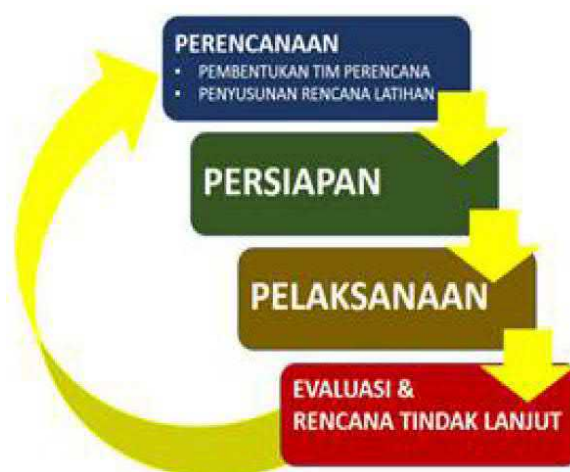 PERENCANAAN
• PEMBENTUKAN TIM PERENCANA
• PENYUSUNAN RENCANA LATIHAN
PERSIAPAN
PELAKSANAAN
EVALUASI &
RENCANA TINDAK LANJUT